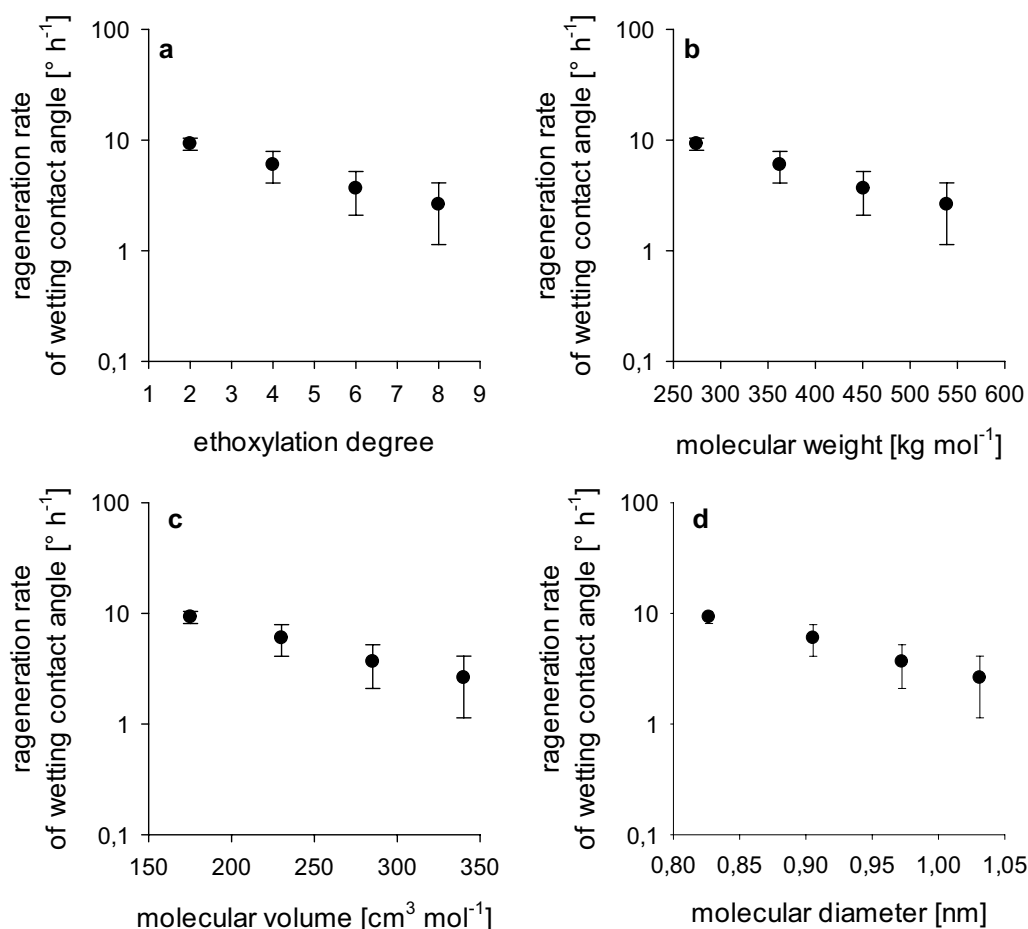 a
rageneration rate
of wetting contact angle [° h-1]
100
10
1
0,1
1 2 3 4 5 6 7 8 9
ethoxylation degree
b
rageneration rate
of wetting contact angle [° h-1]
100
10
1
0,1
250 300 350 400 450 500 550 600
molecular weight [kg mol-1]
c
rageneration rate
of wetting contact angle [° h-1]
100
10
1
0,1
150 200 250 300 350
molecular volume [cm3 mol-1]
d
rageneration rate
of wetting contact angle [° h-1]
100
10
1
0,1
0,80 0,85 0,90 0,95 1,00 1,05
molecular diameter [nm]